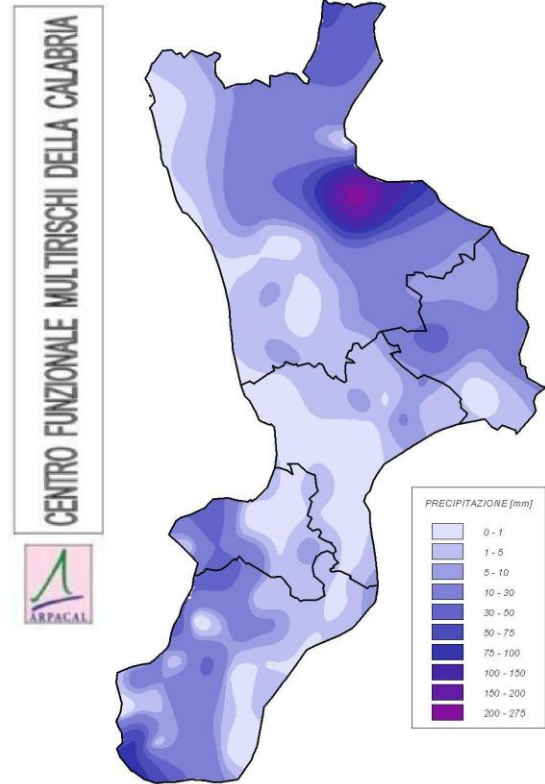 CENTRO FUNZIONALE MULTIRISCHI DELLA CALABRIA
ARPACAL
PRECIPITAZIONE [mm]
0 - 1
1 - 5
5 - 10
10 - 30
30 - 50
50 - 75
75 - 100
100 - 150
150 - 200
200 - 275